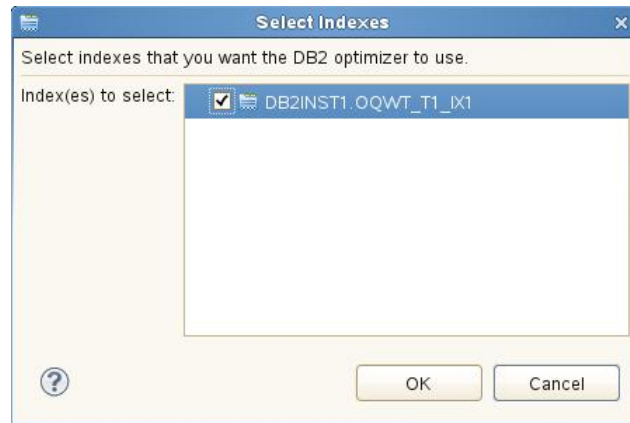 Select Indexes
Select indexes that you want the DB2 optimizer to use.
Index(es) to select:
DB2INST1.OQWT_T1_IX1
OK
Cancel